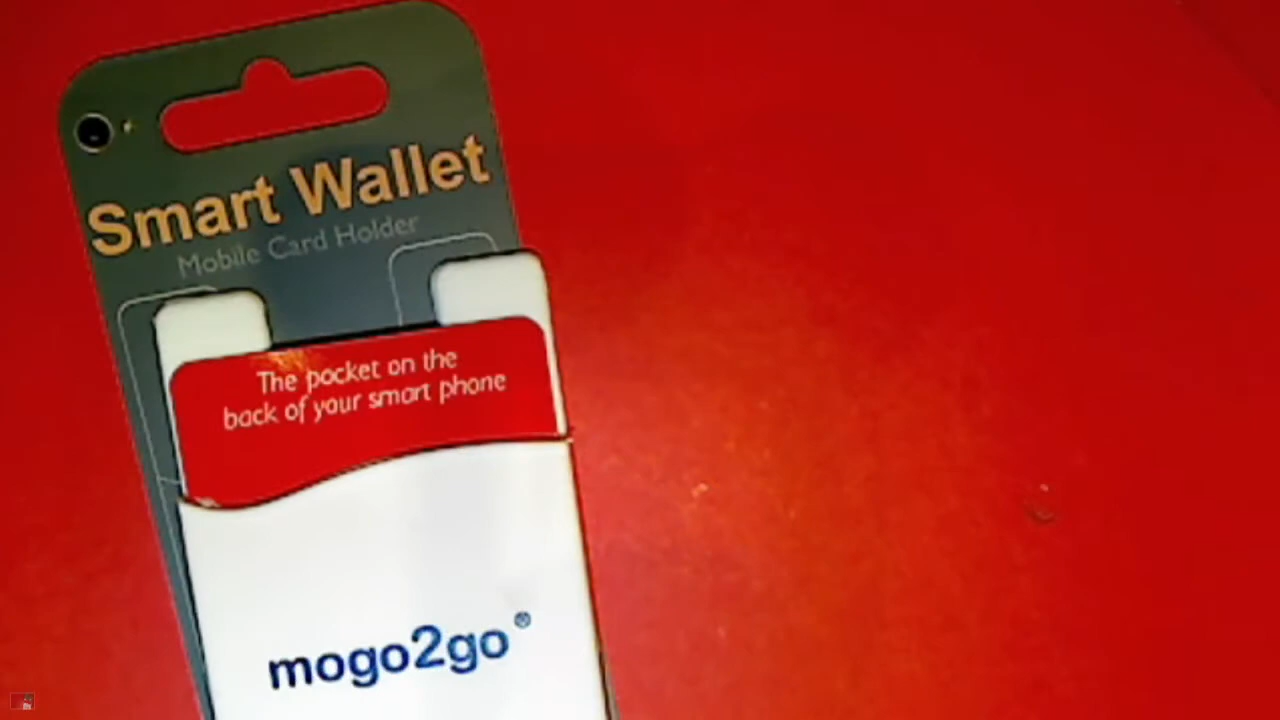 Smart Wallet
Mobile Card Holder
The pocket on the
back of your smart phone
mogo2go®